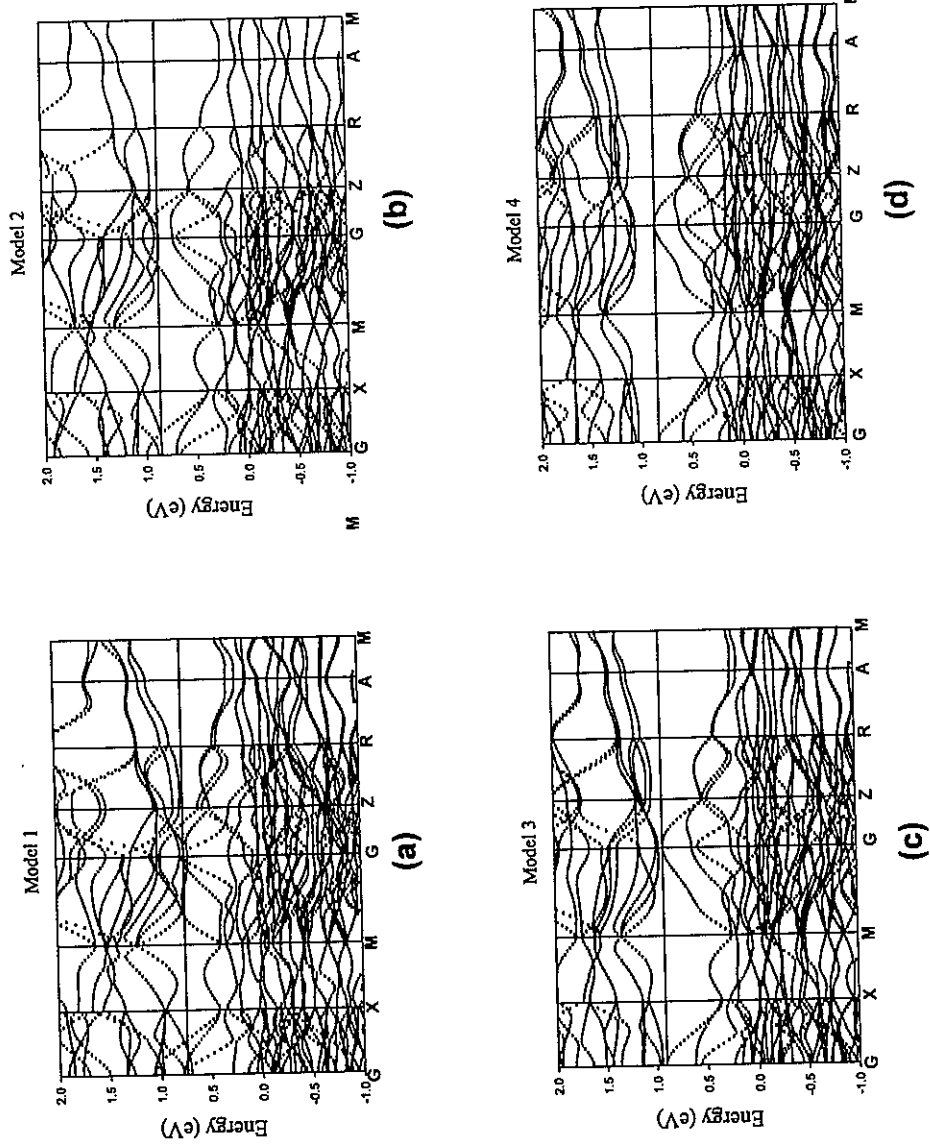 Model 1
Energy (eV)
2.0
1.5
1.0
0.5
0.0
-0.5
-1.0
G X M G Z R A M
(a)
Model 2
Energy (eV)
2.0
1.5
1.0
0.5
0.0
-0.5
-1.0
M G X M G Z R A M
(b)
Model 3
Energy (eV)
2.0
1.5
1.0
0.5
0.0
-0.5
-1.0
G X M G Z R A M
(c)
Model 4
Energy (eV)
2.0
1.5
1.0
0.5
0.0
-0.5
-1.0
G X M G Z R A
(d)